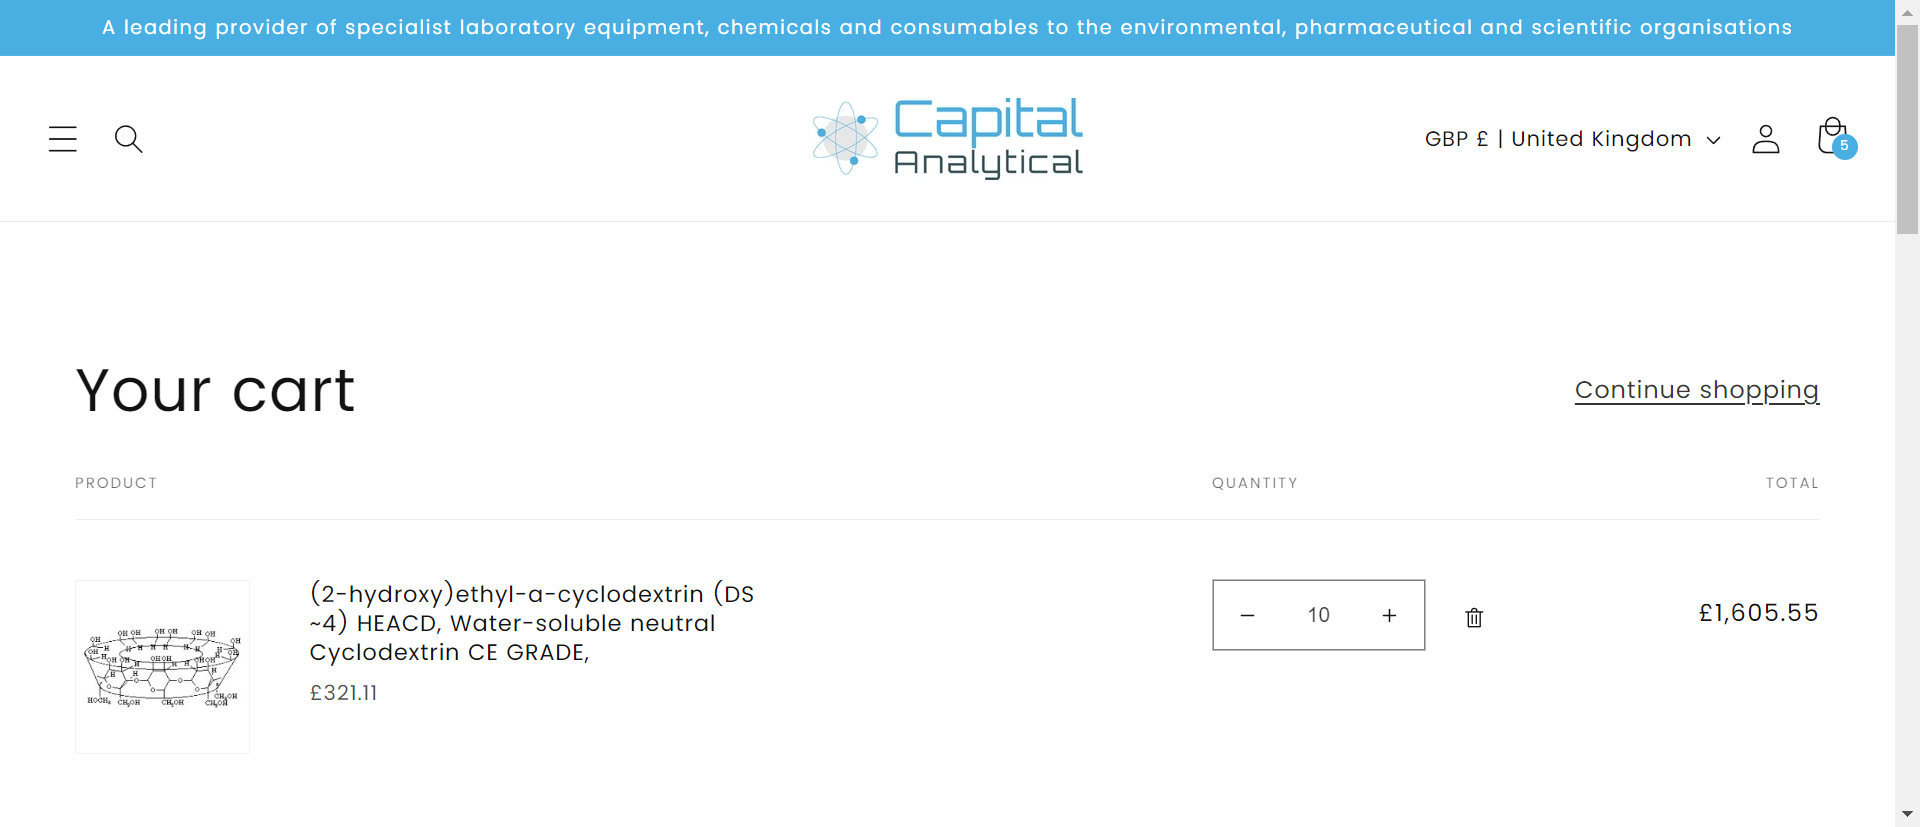 A leading provider of specialist laboratory equipment, chemicals and consumables to the environmental, pharmaceutical and scientific organisations
Capital
Analytical
GBP £ | United Kingdom
5
Your cart
Continue shopping
PRODUCT
QUANTITY
TOTAL
(2-hydroxy)ethyl-a-cyclodextrin (DS
~4) HEACD, Water-soluble neutral
Cyclodextrin CE GRADE,
£321.11
10
£1,605.55